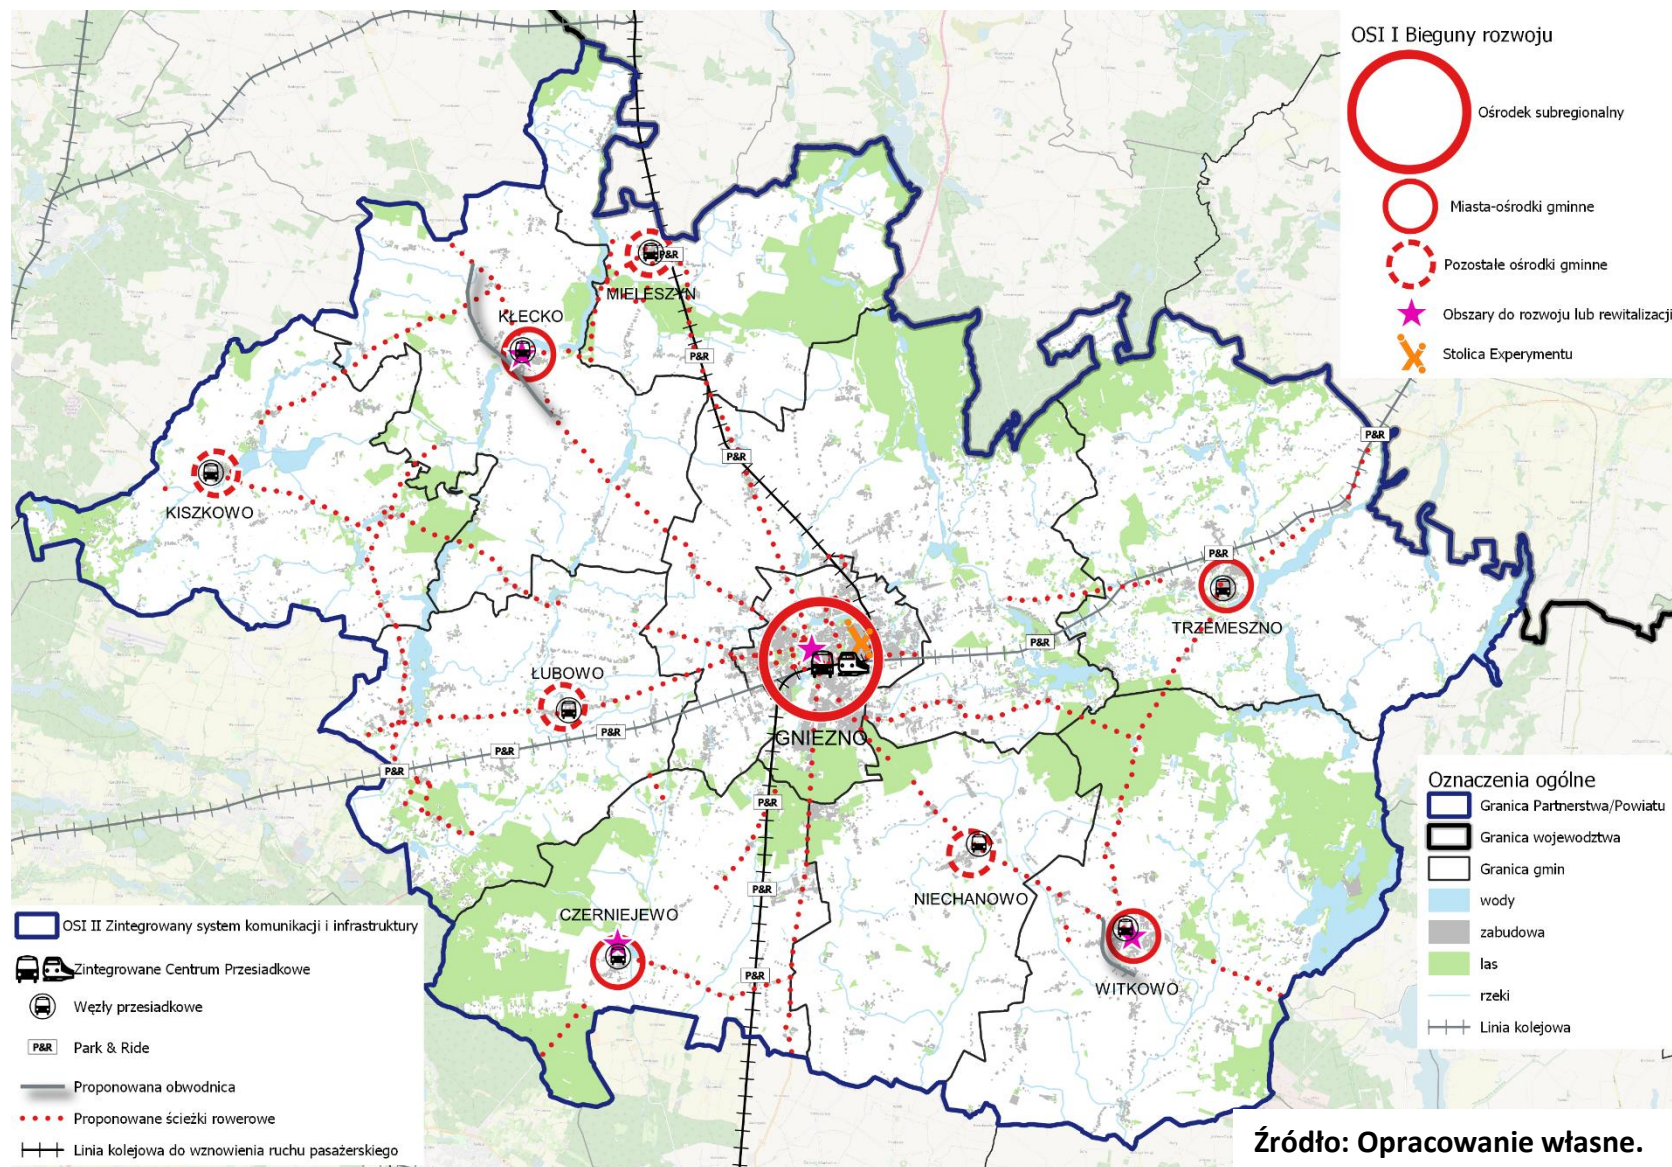 OSI I Bieguny rozwoju
Ośrodek subregionalny
Miasta-ośrodki gminne
Pozostałe ośrodki gminne
Obszary do rozwoju lub rewitalizacji
Stolica Experymentu
P&R
MIELESZYN
KŁECKO
P&R
P&R
P&R
KISZKOWO
P&R
TRZEMESZNO
P&R
ŁUBOWO
GNIEZNO
P&R
P&R
P&R
P&R
P&R
NIECHANOWO
CZERNIEJEWO
P&R
WITKOWO
Oznaczenia ogólne
Granica Partnerstwa/Powiatu
Granica wojewodztwa
Granica gmin
wody
zabudowa
las
rzeki
Linia kolejowa
OSI II Zintegrowany system komunikacji i infrastruktury
Zintegrowane Centrum Przesiadkowe
Węzły przesiadkowe
P&R Park & Ride
Proponowana obwodnica
Proponowane ścieżki rowerowe
Linia kolejowa do wznowienia ruchu pasażerskiego
Źródło: Opracowanie własne.